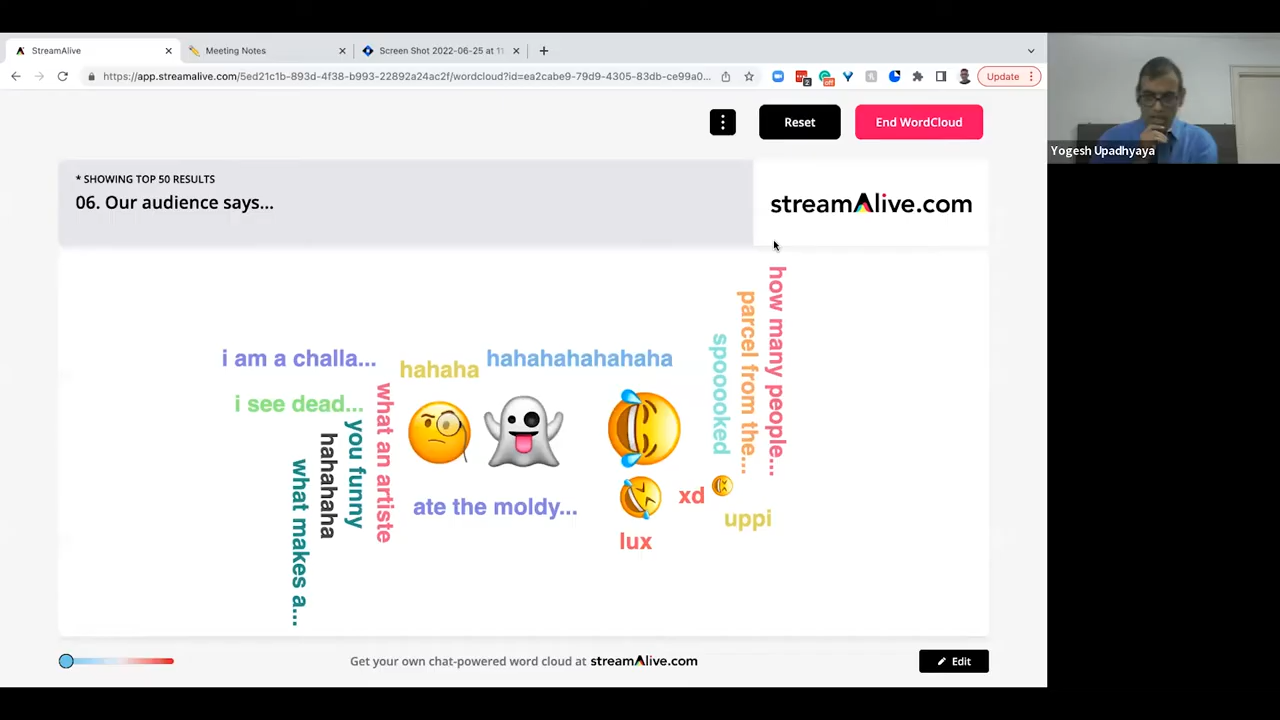 StreamAlive
Meeting Notes
Screen Shot 2022-06-25 at 11
https://app.streamalive.com/5ed21c1b-893d-4f38-b993-22892a24ac2f/wordcloud?id=ea2cabe9-79d9-4305-83db-ce99a0...
Update
Reset
End WordCloud
* SHOWING TOP 50 RESULTS
06. Our audience says...
streamAlive.com
Yogesh Upadhyaya
i am a challa...
hahaha
hahahahahahaha
i see dead...
what an artiste
you funny
hahahaha
what makes a...
ate the moldy...
spoooooked
parcel from the...
how many people...
xd
uppi
lux
Get your own chat-powered word cloud at streamAlive.com
Edit